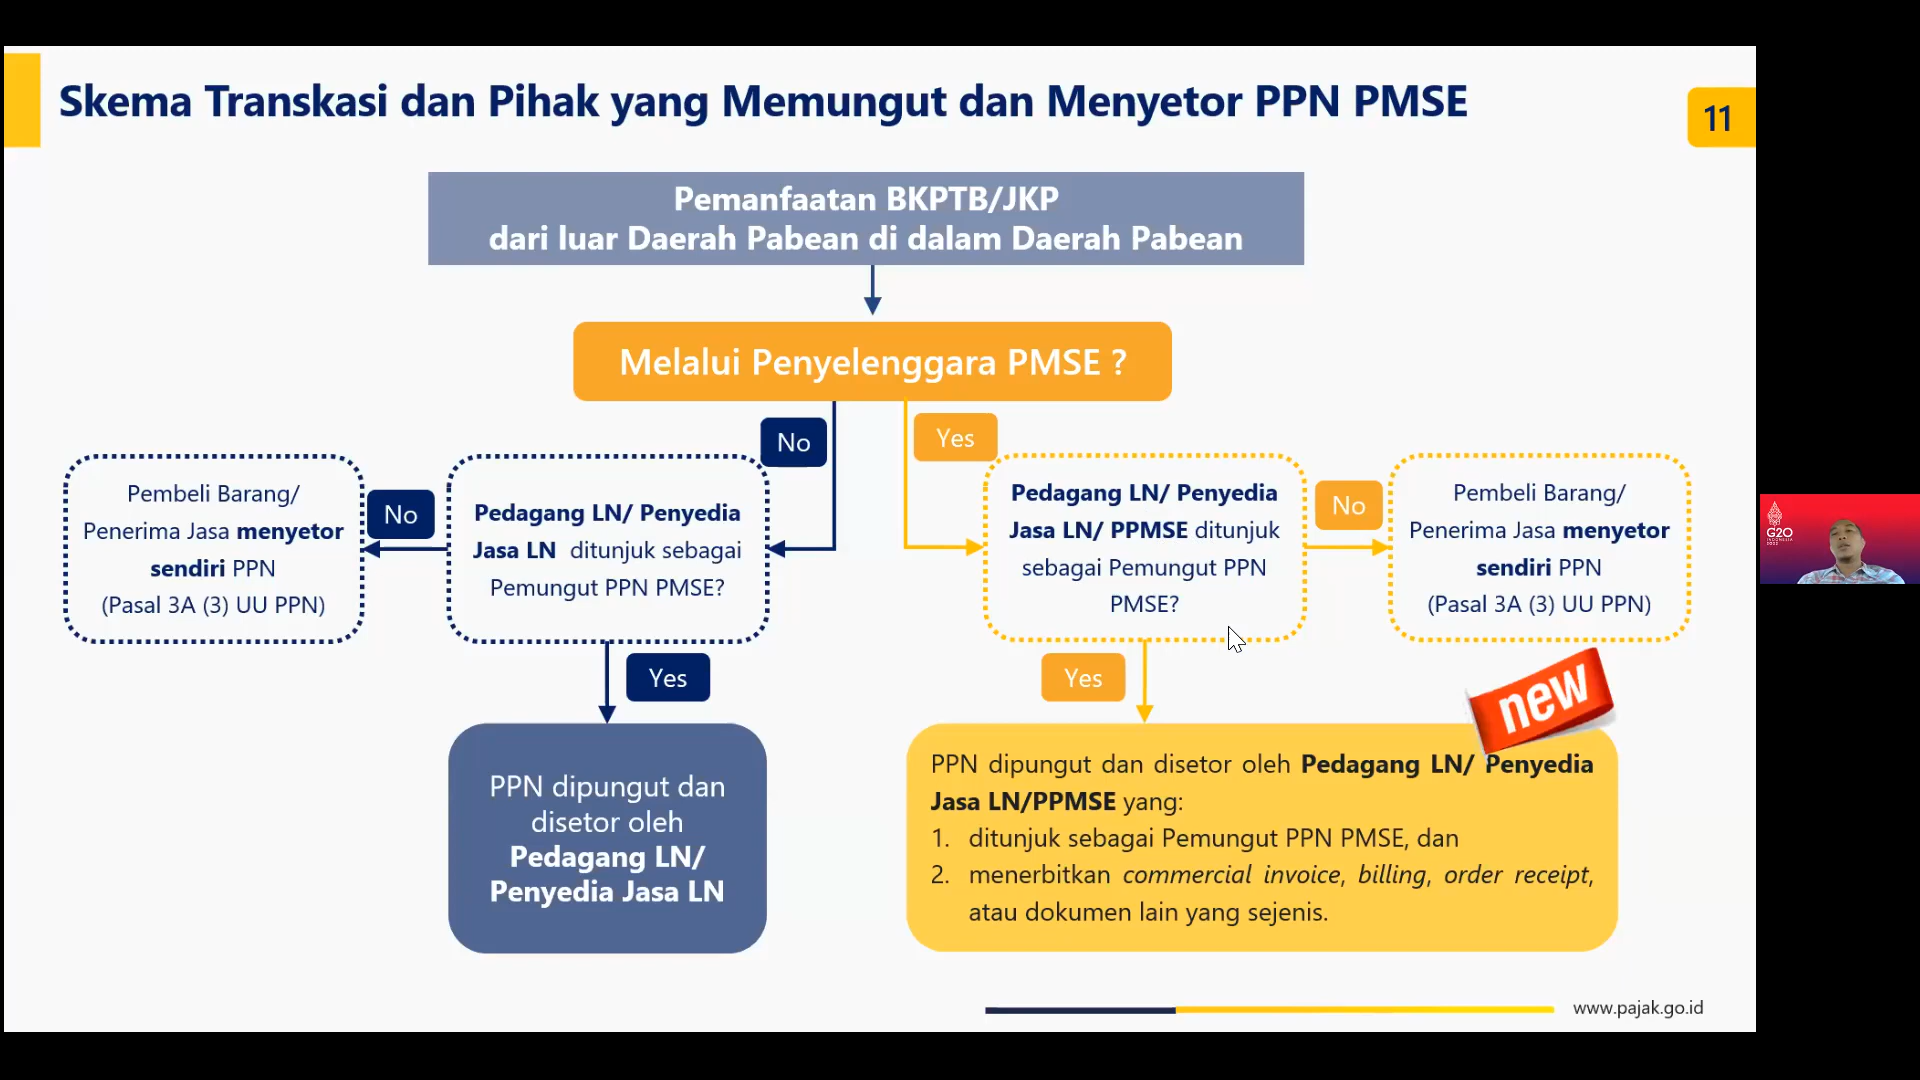 Skema Transkasi dan Pihak yang Memungut dan Menyetor PPN PMSE
11
Pemanfaatan BKPTB/JKP
dari luar Daerah Pabean di dalam Daerah Pabean
Melalui Penyelenggara PMSE ?
No
Yes
Pembeli Barang/
Penerima Jasa menyetor
sendiri PPN
(Pasal 3A (3) UU PPN)
No
Pedagang LN/ Penyedia
Jasa LN ditunjuk sebagai
Pemungut PPN PMSE?
Pedagang LN/ Penyedia
Jasa LN/ PPMSE ditunjuk
sebagai Pemungut PPN
PMSE?
No
Pembeli Barang/
Penerima Jasa menyetor
sendiri PPN
(Pasal 3A (3) UU PPN)
Yes
Yes
new
PPN dipungut dan
disetor oleh
Pedagang LN/
Penyedia Jasa LN
PPN dipungut dan disetor oleh Pedagang LN/ Penyedia
Jasa LN/PPMSE yang:
1. ditunjuk sebagai Pemungut PPN PMSE, dan
2. menerbitkan commercial invoice, billing, order receipt,
atau dokumen lain yang sejenis.
www.pajak.go.id
G20